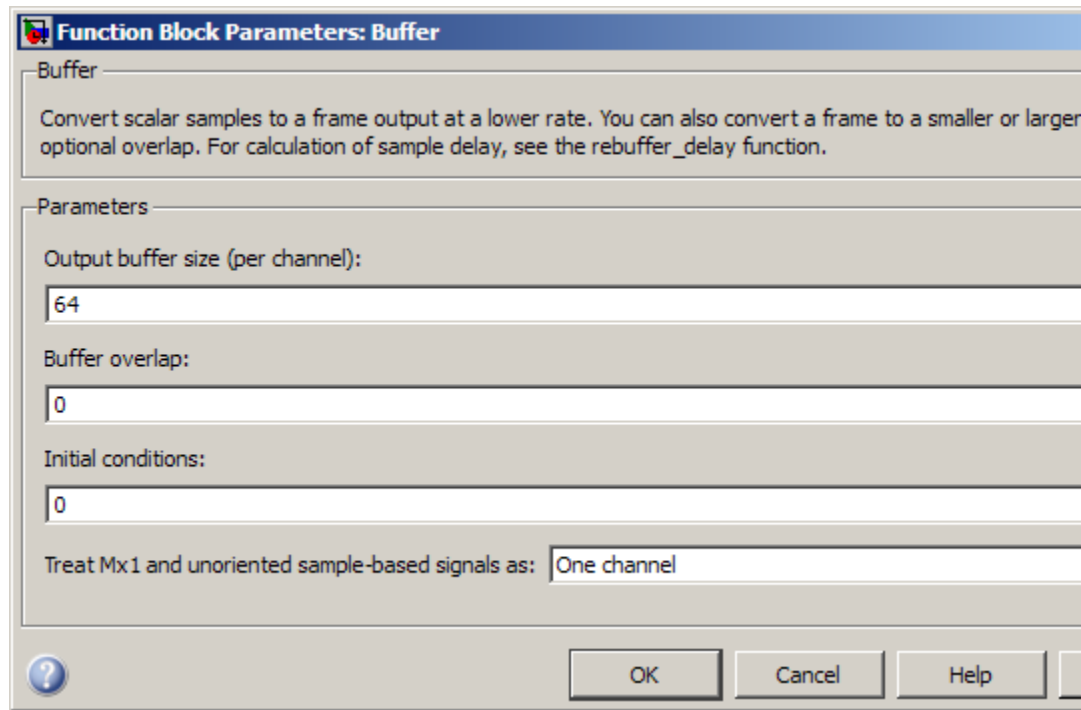 Function Block Parameters: Buffer
Buffer
Convert scalar samples to a frame output at a lower rate. You can also convert a frame to a smaller or larger
optional overlap. For calculation of sample delay, see the rebuffer_delay function.
Parameters
Output buffer size (per channel):
64
Buffer overlap:
0
Initial conditions:
0
Treat Mx1 and unoriented sample-based signals as: One channel
? OK Cancel Help